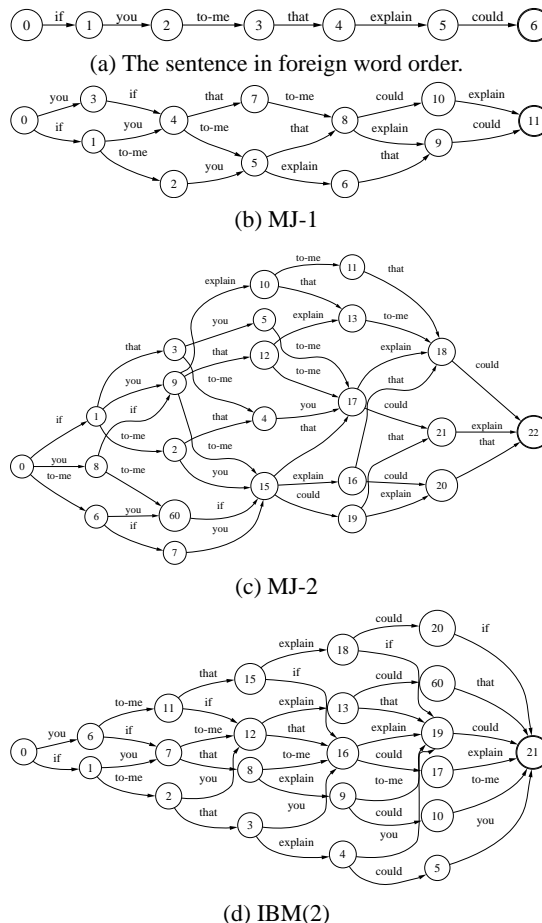 0 if 1 you 2 to-me 3 that 4 explain 5 could 6
(a) The sentence in foreign word order.
you 3 if that 7 to-me could 10 explain
0 4 8 11
if 1 you to-me that explain 9 could
to-me 5
2 you explain 6 that
(b) MJ-1
to-me 11 that
explain 10 that
you 5 explain 13 to-me
that 3 that 12 to-me 18
you 9 to-me to-me explain could
if 1 if 4 you 17 that could
to-me 2 that that 21 explain 22
0 you 8 you to-me 15 explain 16 that could that
to-me to-me could 20
6 you 60 if 19 explain
if 7 you
(c) MJ-2
could 20 if
explain 18 if
that 15 if could 60 that
to-me 11 if explain 13 that
you 6 if 12 that explain 19 could
0 7 to-me 16 could 17 explain 21
if 1 you that 8 to-me to-me to-me
to-me 2 you explain 9 could 10
that 3 you you you
explain 4 could 5
(d) IBM(2)